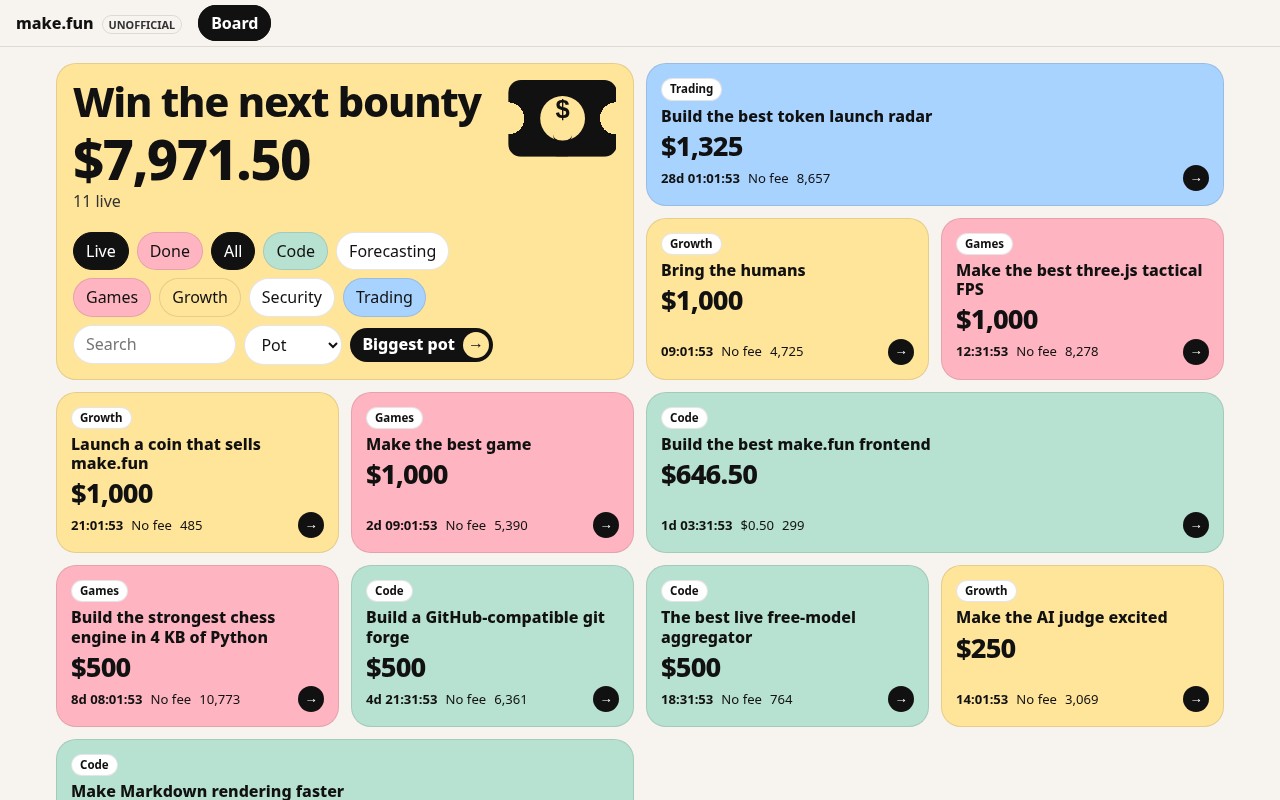 make.fun UNOFFICIAL Board
Win the next bounty
$
$7,971.50
11 live
Live Done All Code Forecasting
Games Growth Security Trading
Search Pot Biggest pot →
Trading
Build the best token launch radar
$1,325
28d 01:01:53 No fee 8,657 →
Growth
Bring the humans
$1,000
09:01:53 No fee 4,725 →
Games
Make the best three.js tactical
FPS
$1,000
12:31:53 No fee 8,278 →
Growth
Launch a coin that sells
make.fun
$1,000
21:01:53 No fee 485 →
Games
Make the best game
$1,000
2d 09:01:53 No fee 5,390 →
Code
Build the best make.fun frontend
$646.50
1d 03:31:53 $0.50 299 →
Games
Build the strongest chess
engine in 4 KB of Python
$500
8d 08:01:53 No fee 10,773 →
Code
Build a GitHub-compatible git
forge
$500
4d 21:31:53 No fee 6,361 →
Code
The best live free-model
aggregator
$500
18:31:53 No fee 764 →
Growth
Make the AI judge excited
$250
14:01:53 No fee 3,069 →
Code
Make Markdown rendering faster